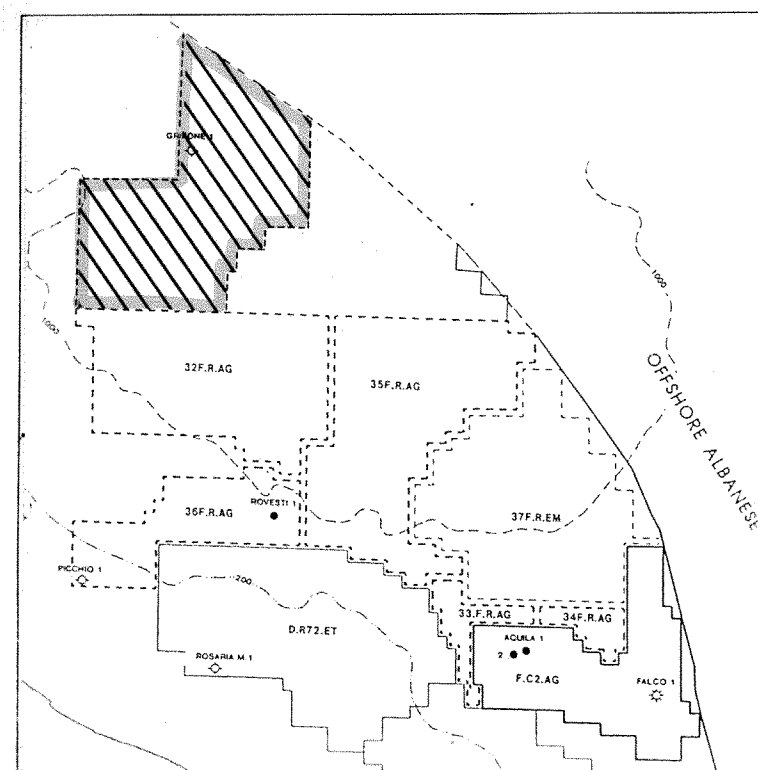 GRIFONE 1
1000
1000
32F.R.AG
35F.R.AG
OFFSHORE ALBANESE
36F.R.AG
ROVESTI 1
37F.R.EM
PICCHIO 1
200
D.R72.ET
33.F.R.AG
34F.R.AG
AQUILA 1
2
ROSARIA M.1
F.C2.AG
FALCO 1